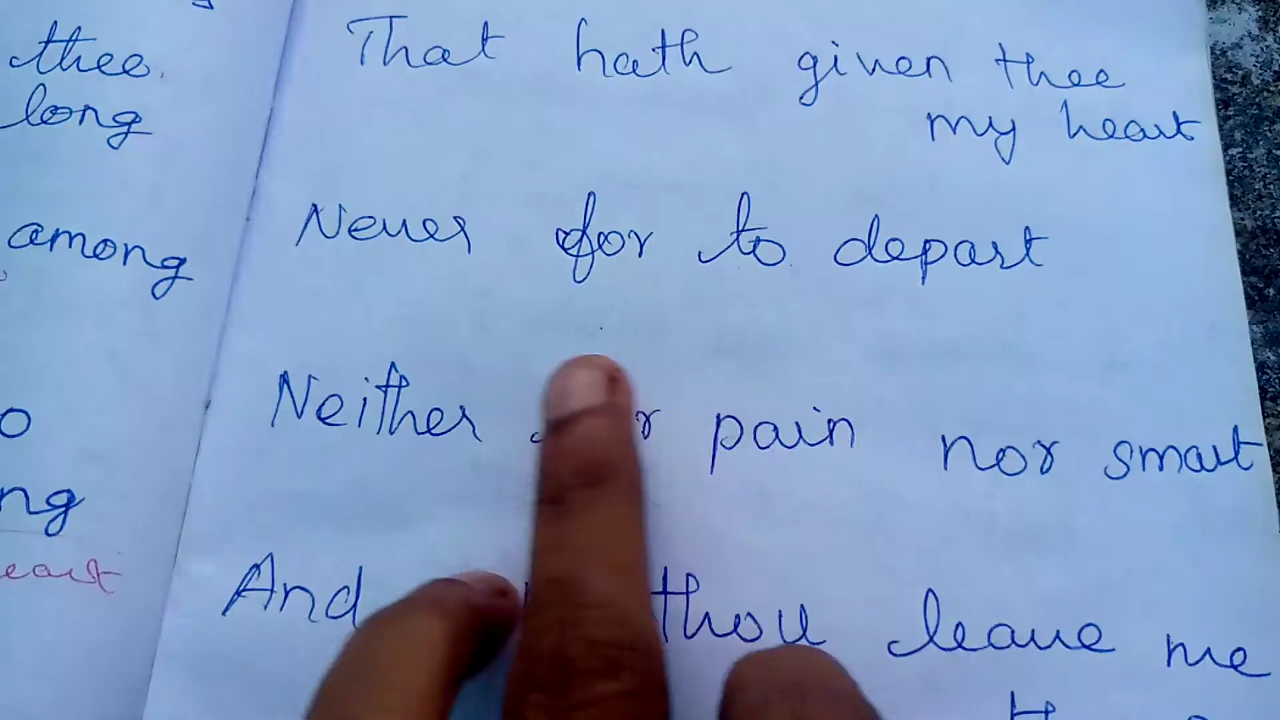 thee.
long
among
o
ng
eart
That hath given thee
my heart
Never for to depart
Neither pain nor smart
And thou leave me